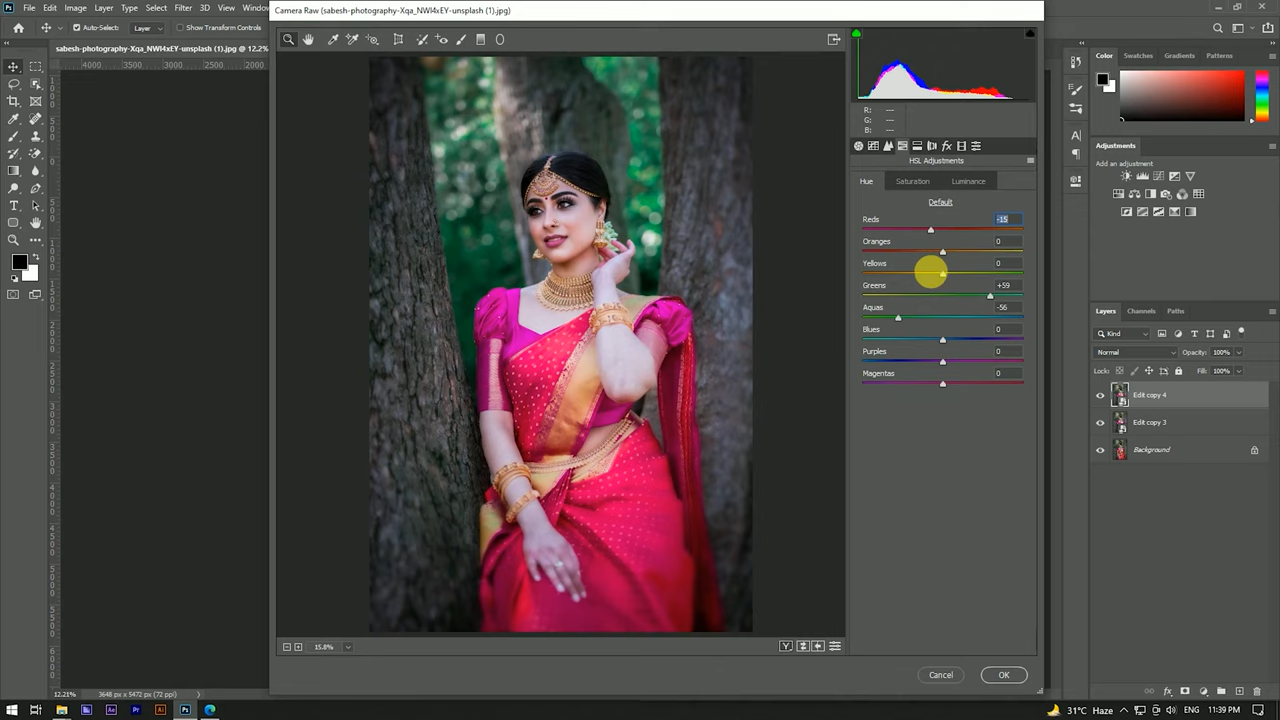 Camera Raw (sabesh-photography-Xqa_NWI4xEY-unsplash (1).jpg)
Ps File Edit Image Layer Type Select Filter 3D View Window
Auto-Select: Layer Show Transform Controls
sabesh-photography-Xqa_NWI4xEY-unsplash (1).jpg @ 12.2%
4000 3500 3000 2500 2000
R: ---
G: ---
B: ---
HSL Adjustments
Hue Saturation Luminance
Default
Reds -15
Oranges 0
Yellows 0
Greens +59
Aquas -56
Blues 0
Purples 0
Magentas 0
15.8%
Cancel OK
Color Swatches Gradients Patterns
Adjustments
Add an adjustment
Layers Channels Paths
Kind
Normal Opacity: 100%
Lock: Fill: 100%
Edit copy 4
Edit copy 3
Background
12.21% 3648 px x 5472 px (72 ppi)
31°C Haze ENG 11:39 PM